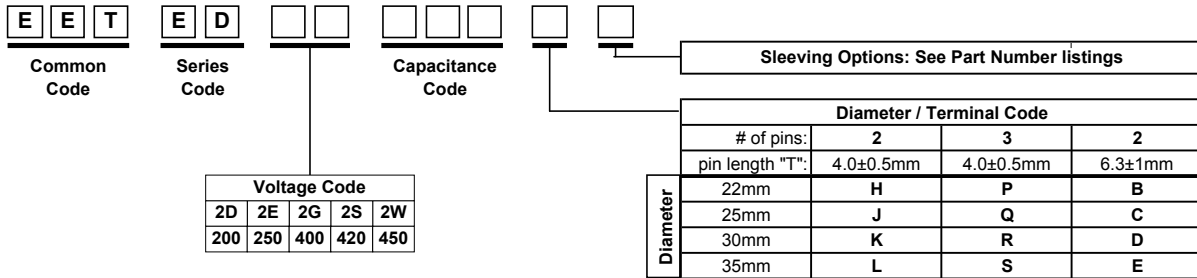 E E T E D
Common Code
Series Code
Capacitance Code
Sleeving Options: See Part Number listings
Diameter / Terminal Code
# of pins: 2 3 2
pin length "T": 4.0±0.5mm 4.0±0.5mm 6.3±1mm
Diameter
22mm H P B
25mm J Q C
30mm K R D
35mm L S E
Voltage Code
2D 2E 2G 2S 2W
200 250 400 420 450